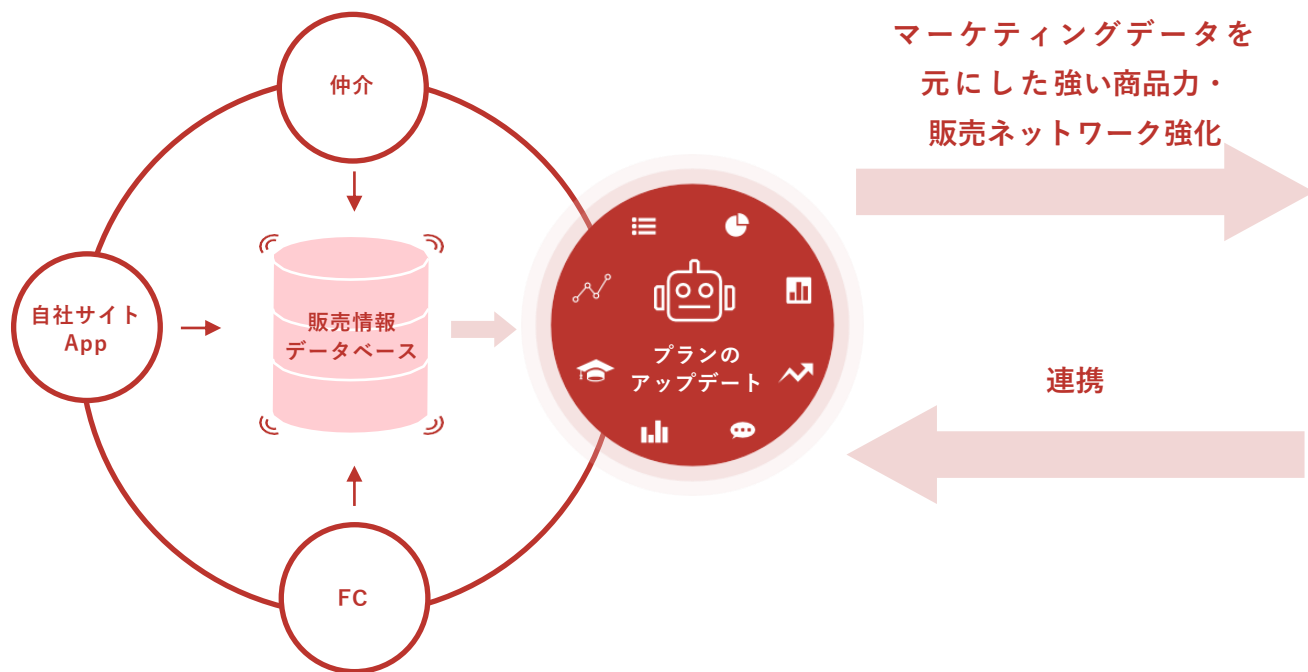 仲介
自社サイト
App
販売情報
データベース
FC
プランの
アップデート
マーケティングデータを
元にした強い商品力・
販売ネットワーク強化
連携